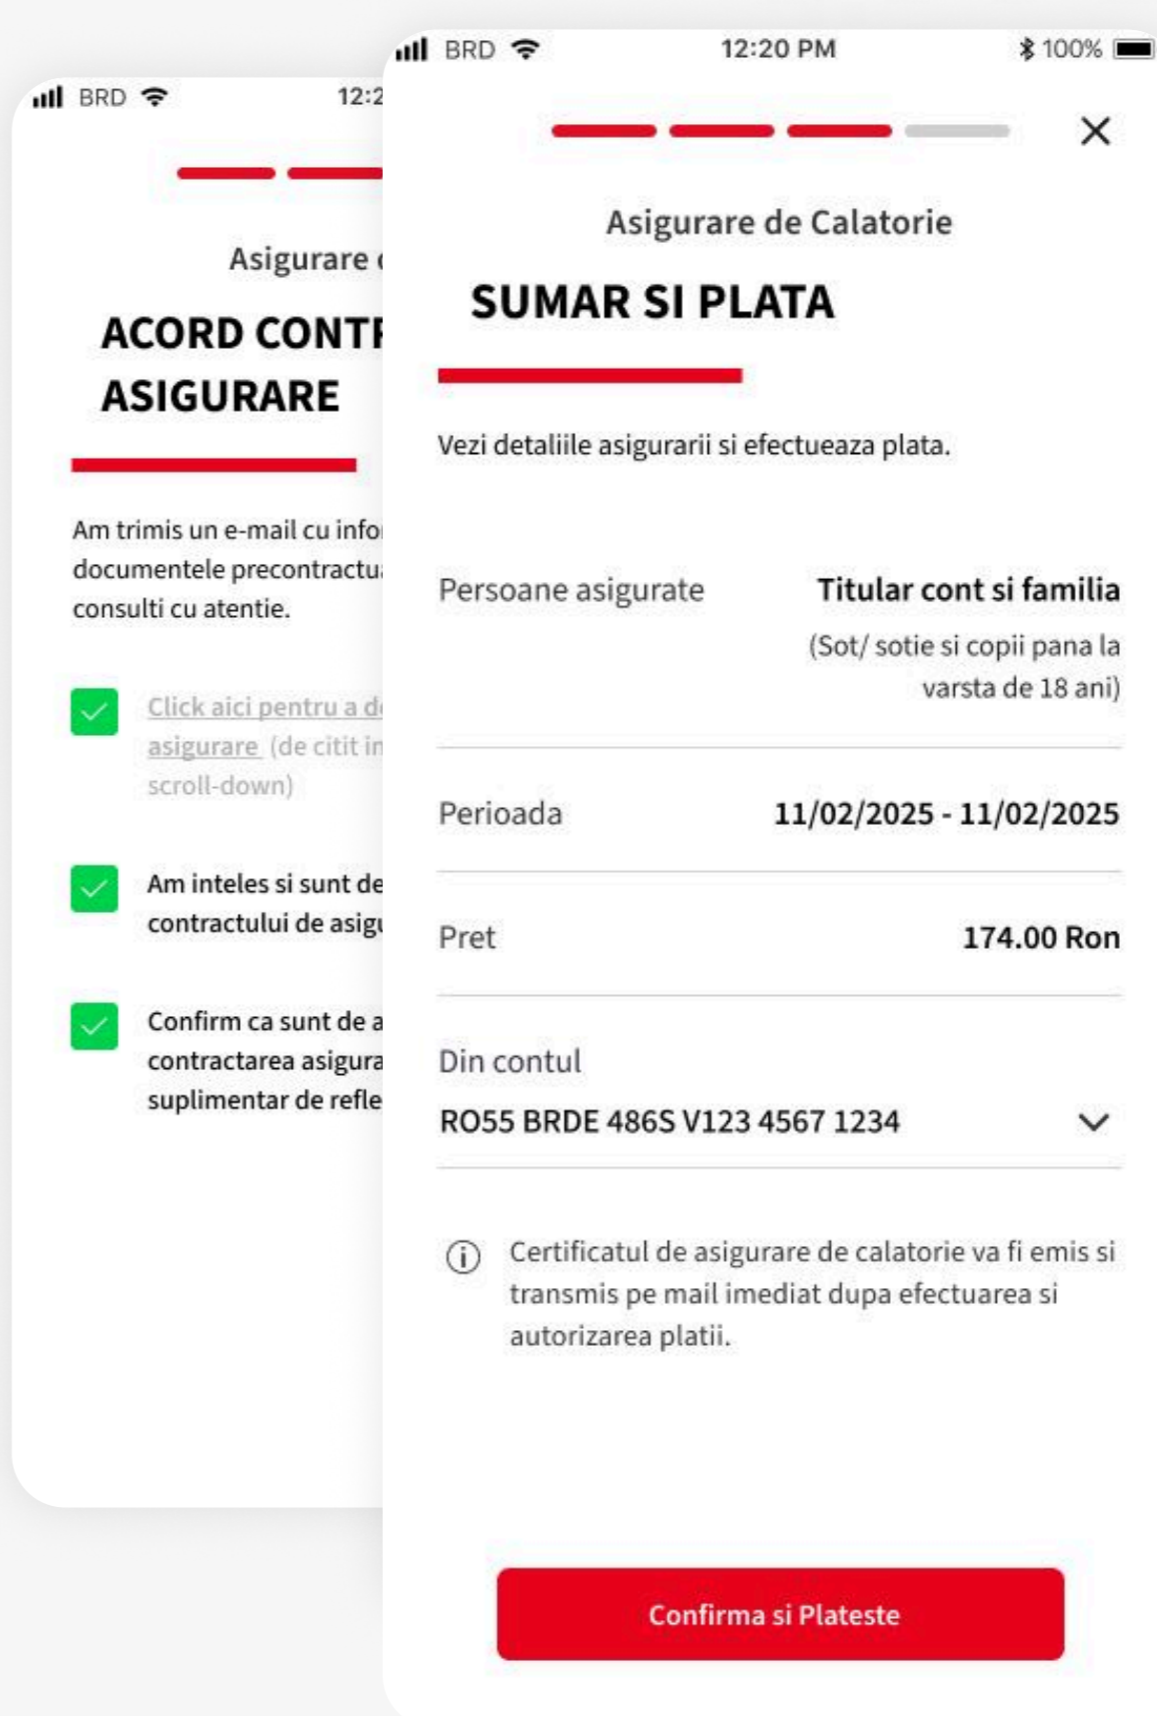 BRD
12:2
Asigurare
ACORD CONTR
ASIGURARE
Am trimis un e-mail cu info
documentele precontractu
consulti cu atentie.
Click aici pentru a d
asigurare (de citit in
scroll-down)
Am inteles si sunt de
contractului de asigu
Confirm ca sunt de a
contractarea asigura
suplimentar de refle
BRD
12:20 PM
100%
Asigurare de Calatorie
SUMAR SI PLATA
Vezi detaliile asigurarii si efectueaza plata.
Persoane asigurate
Titular cont si familia
(Sot/ sotie si copii pana la
varsta de 18 ani)
Perioada
11/02/2025 - 11/02/2025
Pret
174.00 Ron
Din contul
RO55 BRDE 486S V123 4567 1234
Certificatul de asigurare de calatorie va fi emis si
transmis pe mail imediat dupa efectuarea si
autorizarea platii.
Confirma si Plateste